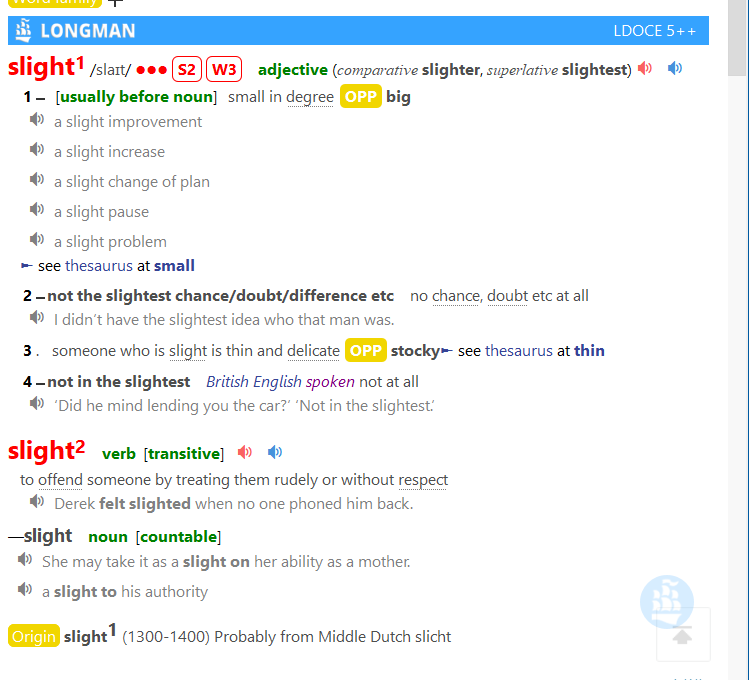 Word family +
LONGMAN LDOCE 5++
slight1 /slaɪt/ ●●● S2 W3 adjective (comparative slighter, superlative slightest)
1 – [usually before noun] small in degree OPP big
a slight improvement
a slight increase
a slight change of plan
a slight pause
a slight problem
► see thesaurus at small
2 – not the slightest chance/doubt/difference etc no chance, doubt etc at all
I didn’t have the slightest idea who that man was.
3 . someone who is slight is thin and delicate OPP stocky► see thesaurus at thin
4 – not in the slightest British English spoken not at all
‘Did he mind lending you the car?’ ‘Not in the slightest.’
slight2 verb [transitive]
to offend someone by treating them rudely or without respect
Derek felt slighted when no one phoned him back.
—slight noun [countable]
She may take it as a slight on her ability as a mother.
a slight to his authority
Origin slight1 (1300-1400) Probably from Middle Dutch slicht